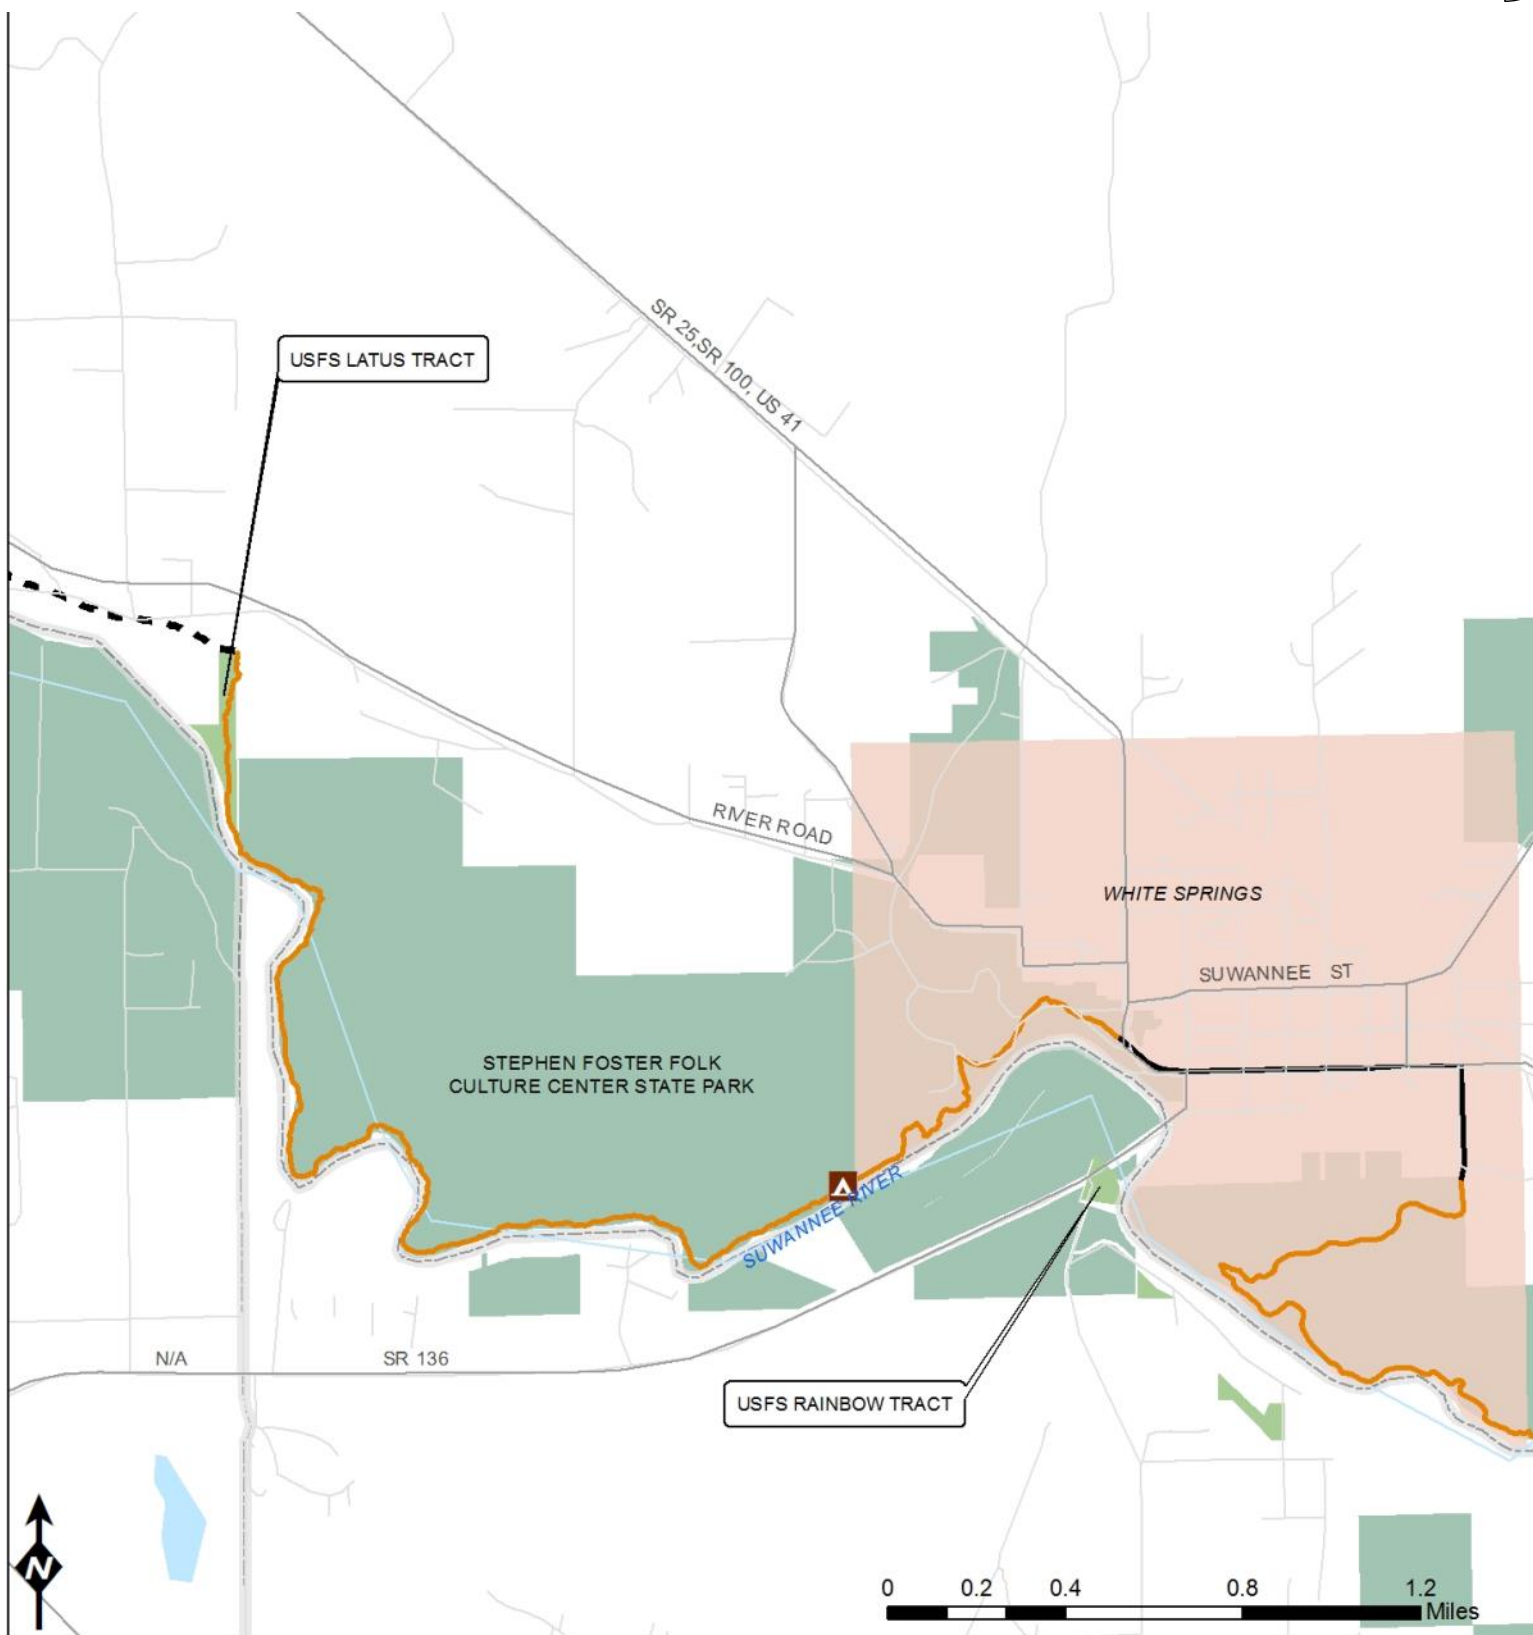 SR 25,SR 100, US 41
USFS LATUS TRACT
RIVER ROAD
WHITE SPRINGS
SUWANNEE ST
STEPHEN FOSTER FOLK
CULTURE CENTER STATE PARK
SUWANNEE RIVER
N/A
SR 136
USFS RAINBOW TRACT
N
0 0.2 0.4 0.8 1.2
Miles